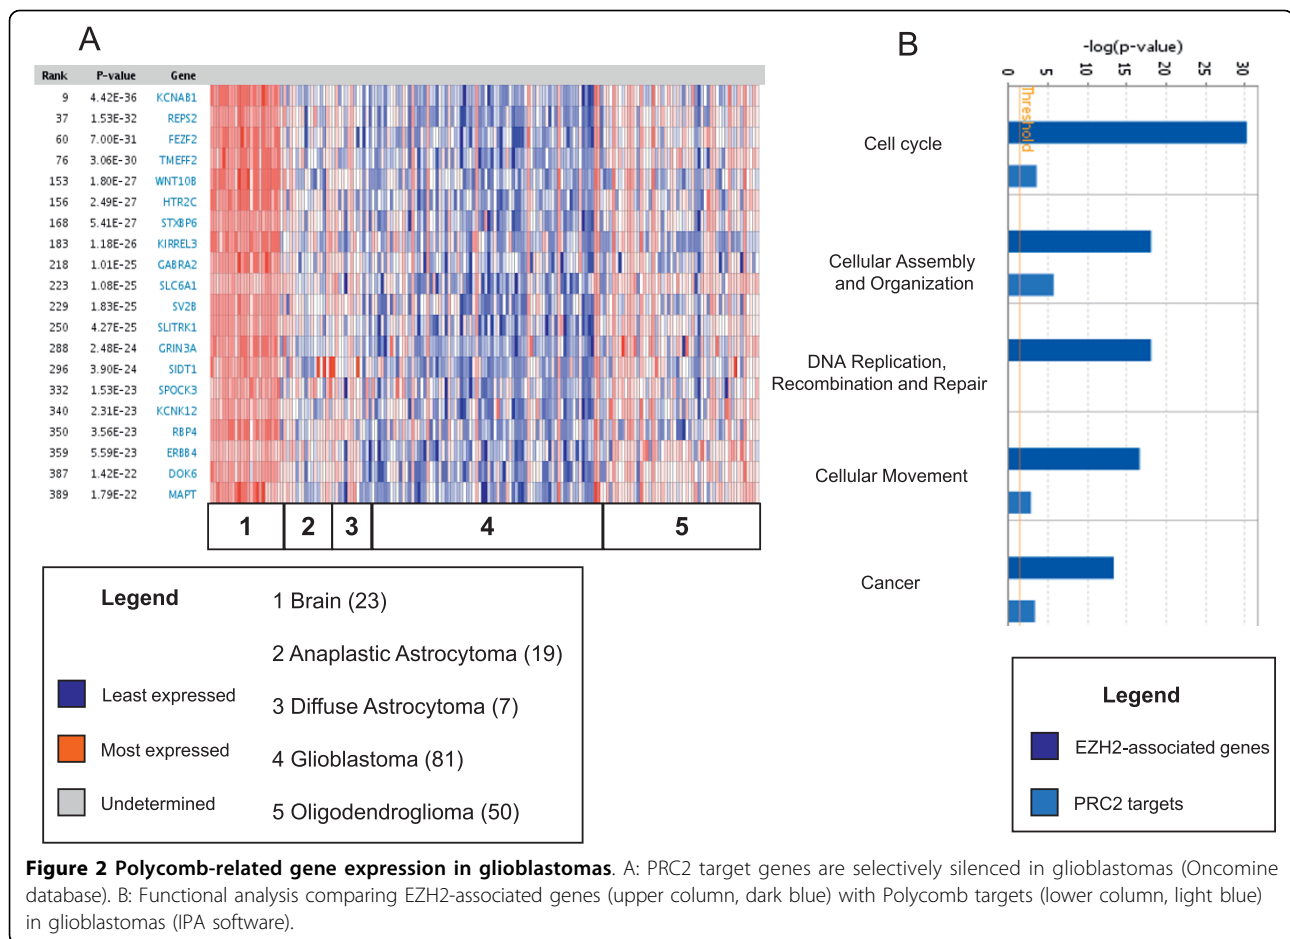 A
Rank P-value Gene
9 4.42E-36 KCNAB1
37 1.53E-32 REPS2
60 7.00E-31 FEZF2
76 3.06E-30 TMEFF2
153 1.80E-27 WNT10B
156 2.49E-27 HTR2C
168 5.41E-27 STXBP6
183 1.18E-26 KIRREL3
218 1.01E-25 GABRA2
223 1.08E-25 SLC6A1
229 1.83E-25 SV2B
250 4.27E-25 SLITRK1
288 2.48E-24 GRIN3A
296 3.90E-24 SIDT1
332 1.53E-23 SPOCK3
340 2.31E-23 KCNK12
350 3.56E-23 RBP4
359 5.59E-23 ERBB4
387 1.42E-22 DOK6
389 1.79E-22 MAPT
1 2 3 4 5
Legend
Least expressed
Most expressed
Undetermined
1 Brain (23)
2 Anaplastic Astrocytoma (19)
3 Diffuse Astrocytoma (7)
4 Glioblastoma (81)
5 Oligodendroglioma (50)
B
-log(p-value)
0 5 10 15 20 25 30
Threshold
Cell cycle
Cellular Assembly
and Organization
DNA Replication,
Recombination and Repair
Cellular Movement
Cancer
Legend
EZH2-associated genes
PRC2 targets
Figure 2 Polycomb-related gene expression in glioblastomas. A: PRC2 target genes are selectively silenced in glioblastomas (Oncomine
database). B: Functional analysis comparing EZH2-associated genes (upper column, dark blue) with Polycomb targets (lower column, light blue)
in glioblastomas (IPA software).